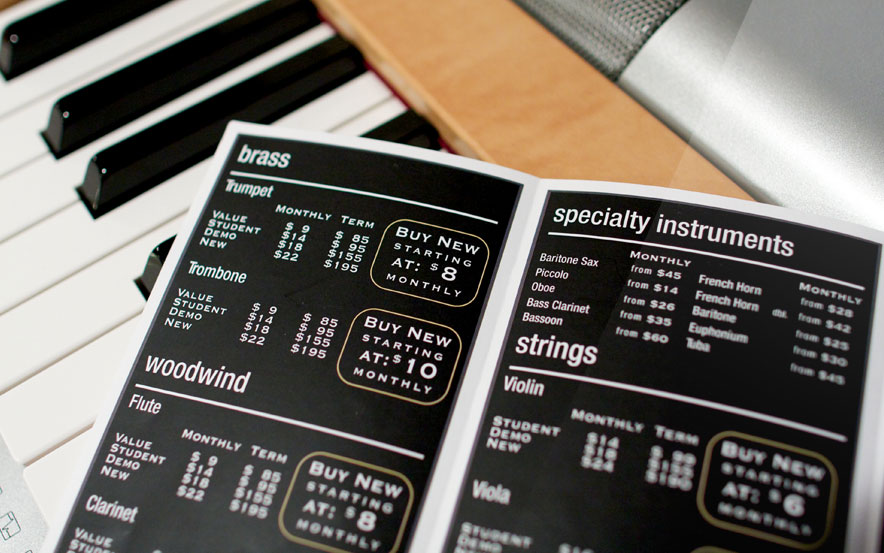 brass
Trumpet
MONTHLY TERM
VALUE $ 9 $ 85
STUDENT $14 $ 95
DEMO $18 $155
NEW $22 $195
BUY NEW
STARTING
AT: $8
MONTHLY
Trombone
VALUE $ 9 $ 85
STUDENT $14 $ 95
DEMO $18 $155
NEW $22 $195
BUY NEW
STARTING
AT: $10
MONTHLY
woodwind
Flute
MONTHLY TERM
VALUE $ 9 $ 85
STUDENT $14 $ 95
DEMO $18 $155
NEW $22 $195
BUY NEW
STARTING
AT: $8
MONTHLY
Clarinet
VALUE
STUDENT
specialty instruments
MONTHLY
Baritone Sax from $45
Piccolo from $14
Oboe from $26
Bass Clarinet from $35
Bassoon from $60
MONTHLY
French Horn from $28
French Horn dbl. from $42
Baritone from $25
Euphonium from $30
Tuba from $45
strings
Violin
MONTHLY TERM
STUDENT $14 $ 99
DEMO $18 $155
NEW $24 $190
BUY NEW
STARTING
AT: $6
MONTHLY
Viola
STUDENT
DEMO
BUY NEW